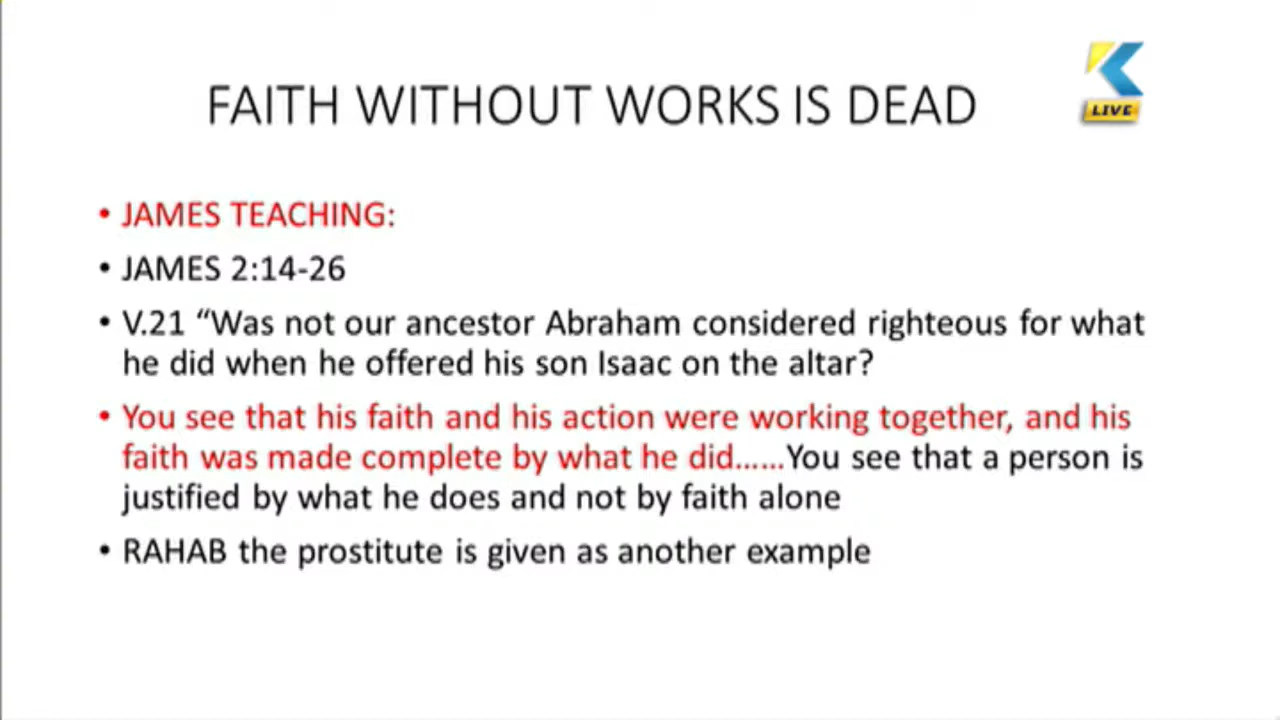 FAITH WITHOUT WORKS IS DEAD
LIVE
• JAMES TEACHING:
• JAMES 2:14-26
• V.21 “Was not our ancestor Abraham considered righteous for what
he did when he offered his son Isaac on the altar?
• You see that his faith and his action were working together, and his
faith was made complete by what he did......You see that a person is
justified by what he does and not by faith alone
• RAHAB the prostitute is given as another example